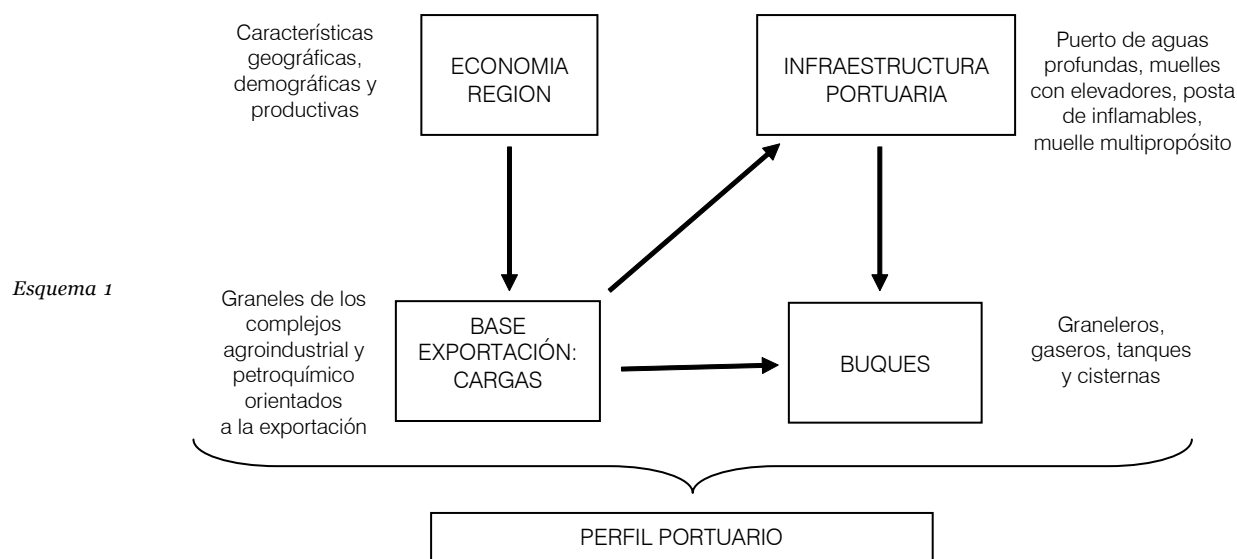 Características
geográficas,
demográficas y
productivas
ECONOMIA
REGION
INFRAESTRUCTURA
PORTUARIA
Puerto de aguas
profundas, muelles
con elevadores, posta
de inflamables,
muelle multipropósito
Esquema 1
Graneles de los
complejos
agroindustrial y
petroquímico
orientados
a la exportación
BASE
EXPORTACIÓN:
CARGAS
BUQUES
Graneleros,
gaseros, tanques
y cisternas
PERFIL PORTUARIO